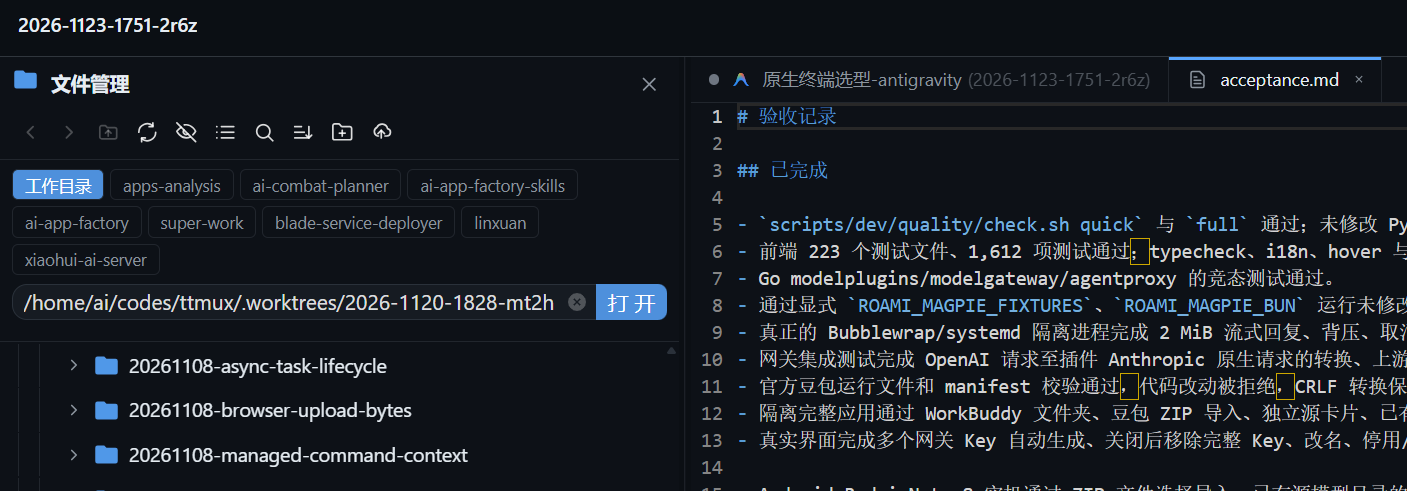 2026-1123-1751-2r6z
文件管理
工作目录 apps-analysis ai-combat-planner ai-app-factory-skills
ai-app-factory super-work blade-service-deployer linxuan
xiaohui-ai-server
/home/ai/codes/ttmux/.worktrees/2026-1120-1828-mt2h 打开
20261108-async-task-lifecycle
20261108-browser-upload-bytes
20261108-managed-command-context
原生终端选型-antigravity (2026-1123-1751-2r6z) acceptance.md ×
1 # 验收记录
2
3 ## 已完成
4
5 - `scripts/dev/quality/check.sh quick` 与 `full` 通过；未修改 Py
6 - 前端 223 个测试文件、1,612 项测试通过；typecheck、i18n、hover 与
7 - Go modelplugins/modelgateway/agentproxy 的竞态测试通过。
8 - 通过显式 `ROAMI_MAGPIE_FIXTURES`、`ROAMI_MAGPIE_BUN` 运行未修改
9 - 真正的 Bubblewrap/systemd 隔离进程完成 2 MiB 流式回复、背压、取消
10 - 网关集成测试完成 OpenAI 请求至插件 Anthropic 原生请求的转换、上游
11 - 官方豆包运行文件和 manifest 校验通过，代码改动被拒绝，CRLF 转换保
12 - 隔离完整应用通过 WorkBuddy 文件夹、豆包 ZIP 导入、独立源卡片、已有
13 - 真实界面完成多个网关 Key 自动生成、关闭后移除完整 Key、改名、停用/
14